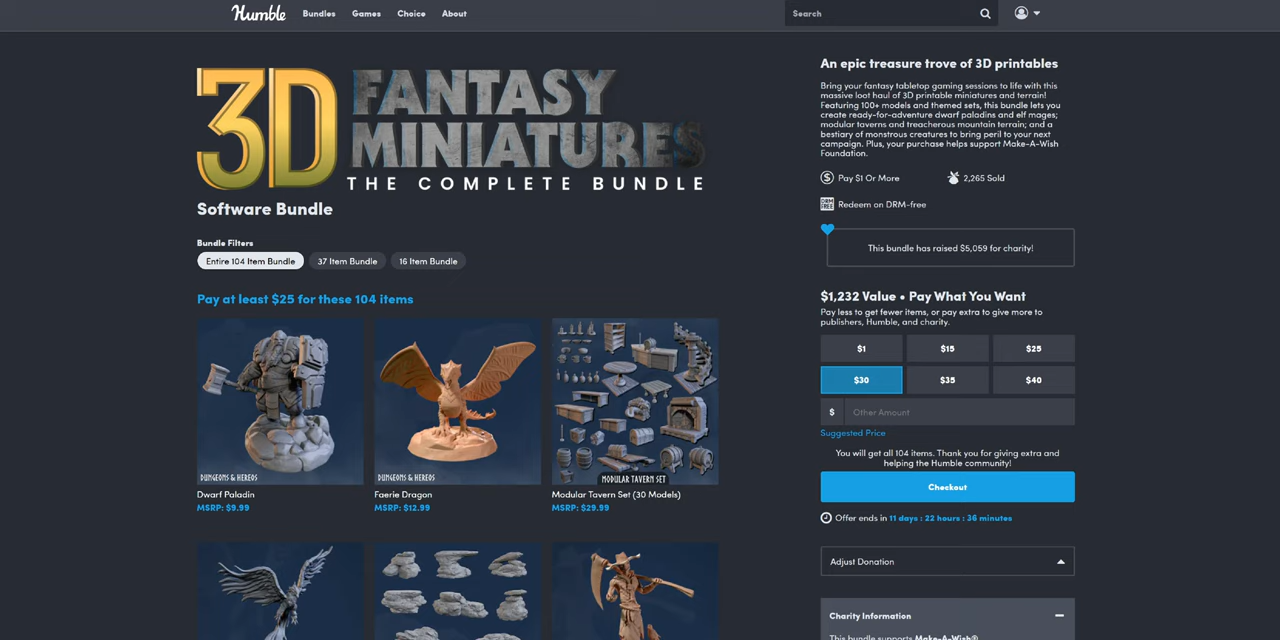 Humble
Bundles
Games
Choice
About
Search
3D FANTASY
MINIATURES
THE COMPLETE BUNDLE
Software Bundle
Bundle Filters
Entire 104 Item Bundle
37 Item Bundle
16 Item Bundle
Pay at least $25 for these 104 items
DUNGEONS & HEREOS
Dwarf Paladin
MSRP: $9.99
DUNGEONS & HEREOS
Faerie Dragon
MSRP: $12.99
MODULAR TAVERN SET
Modular Tavern Set (30 Models)
MSRP: $29.99
An epic treasure trove of 3D printables
Bring your fantasy tabletop gaming sessions to life with this
massive loot haul of 3D printable miniatures and terrain!
Featuring 100+ models and themed sets, this bundle lets you
create ready-for-adventure dwarf paladins and elf mages;
modular taverns and treacherous mountain terrain; and a
bestiary of monstrous creatures to bring peril to your next
campaign. Plus, your purchase helps support Make-A-Wish
Foundation.
Pay $1 Or More
2,265 Sold
DRM FREE
Redeem on DRM-free
This bundle has raised $5,059 for charity!
$1,232 Value • Pay What You Want
Pay less to get fewer items, or pay extra to give more to
publishers, Humble, and charity.
$1
$15
$25
$30
$35
$40
$ Other Amount
Suggested Price
You will get all 104 items. Thank you for giving extra and
helping the Humble community!
Checkout
Offer ends in 11 days : 22 hours : 36 minutes
Adjust Donation
Charity Information
This bundle supports Make-A-Wish®